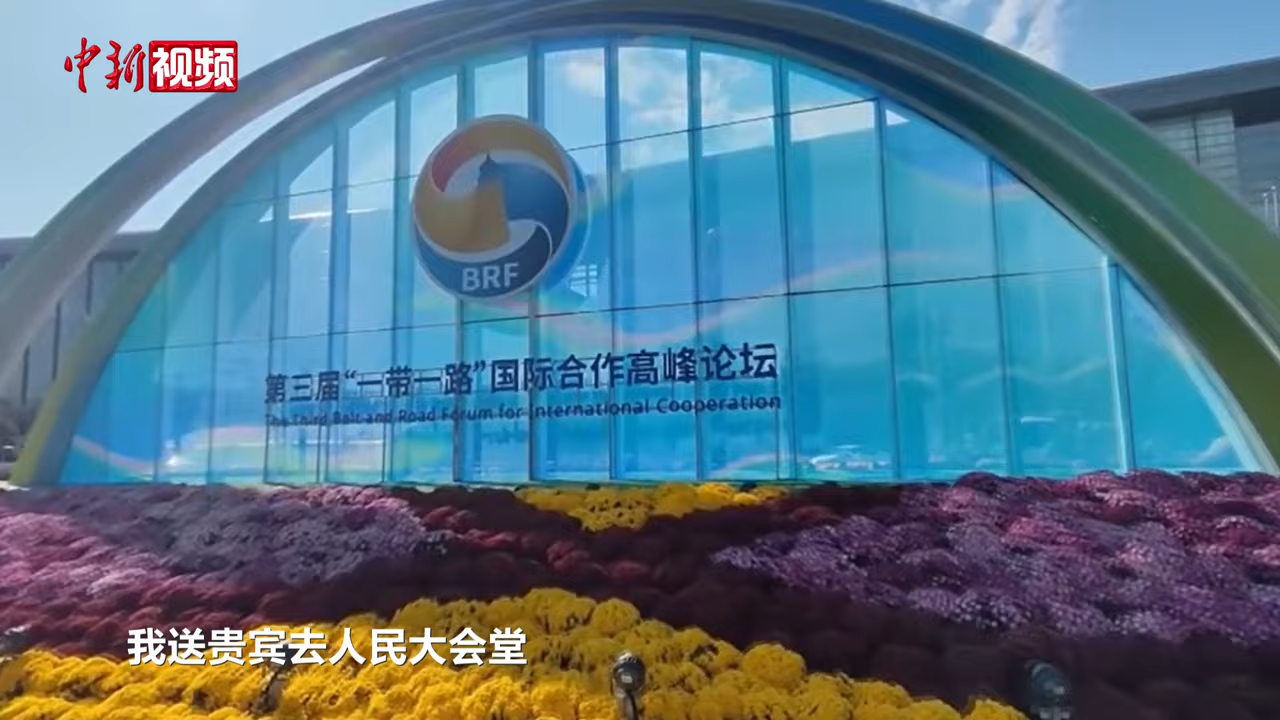 中新视频
BRF
第三届“一带一路”国际合作高峰论坛
The Third Belt and Road Forum for International Cooperation
我送贵宾去人民大会堂